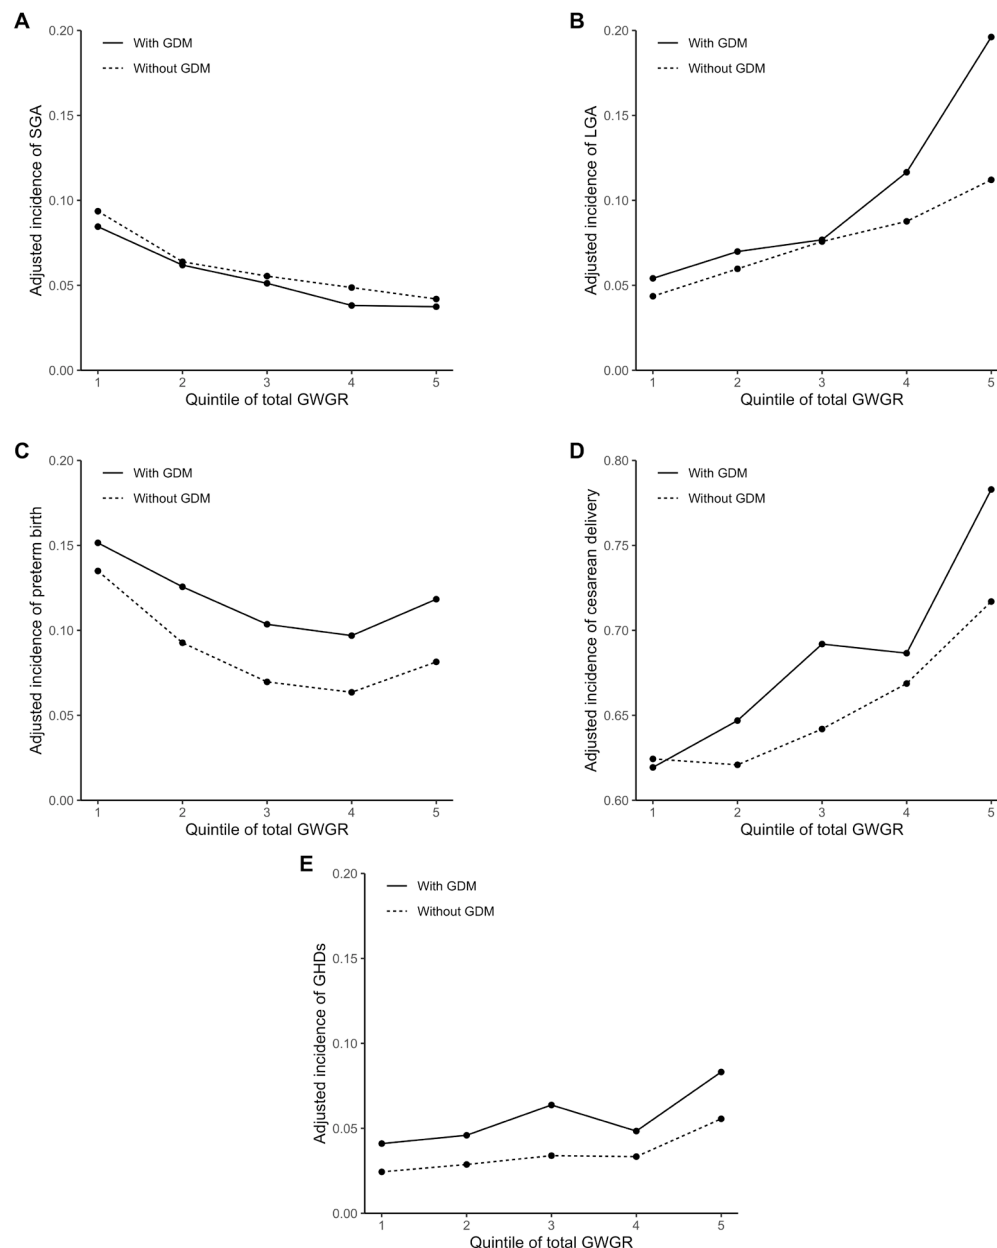 A
Adjusted incidence of SGA
With GDM
Without GDM
0.20
0.15
0.10
0.05
0.00
1 2 3 4 5
Quintile of total GWGR
B
Adjusted incidence of LGA
With GDM
Without GDM
0.20
0.15
0.10
0.05
0.00
1 2 3 4 5
Quintile of total GWGR
C
Adjusted incidence of preterm birth
With GDM
Without GDM
0.20
0.15
0.10
0.05
0.00
1 2 3 4 5
Quintile of total GWGR
D
Adjusted incidence of cesarean delivery
With GDM
Without GDM
0.80
0.75
0.70
0.65
0.60
1 2 3 4 5
Quintile of total GWGR
E
Adjusted incidence of GHDs
With GDM
Without GDM
0.20
0.15
0.10
0.05
0.00
1 2 3 4 5
Quintile of total GWGR